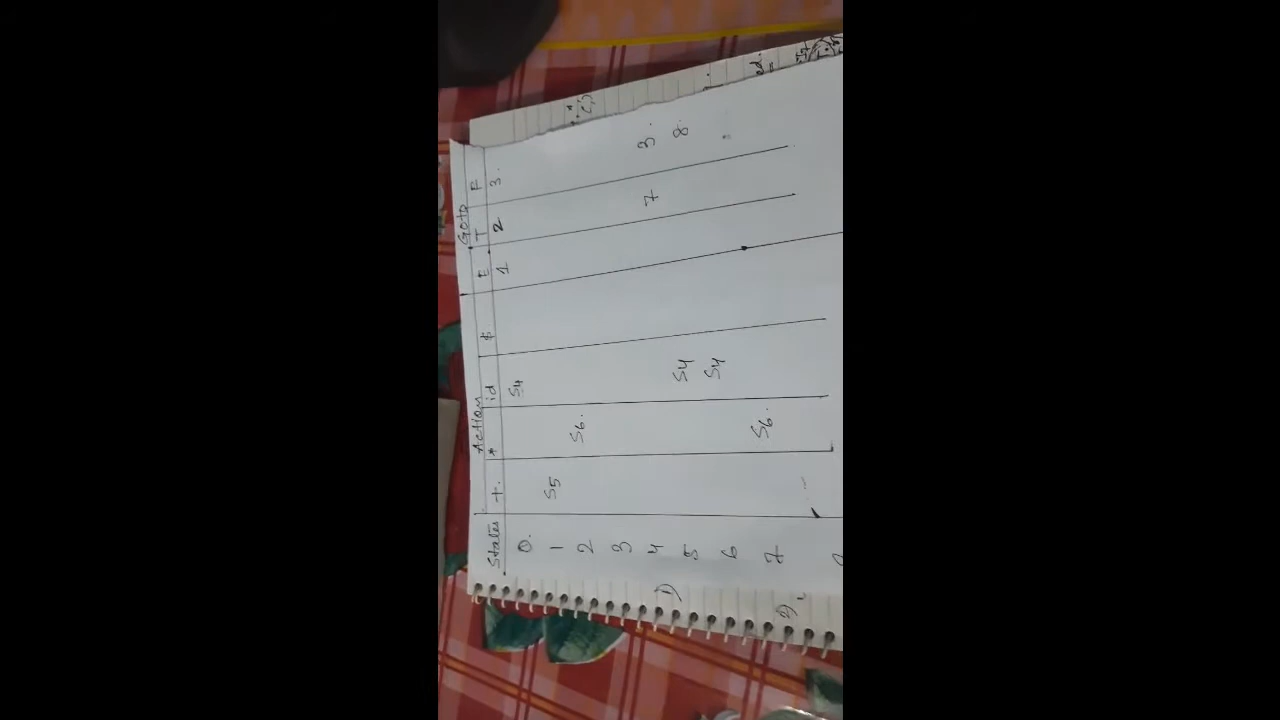 Action Goto
States + * id $ E T F
0. S4 1 2 3.
1 S5
2 S6.
3
4
5 S4 7 3.
6 S4 8.
7 S6.